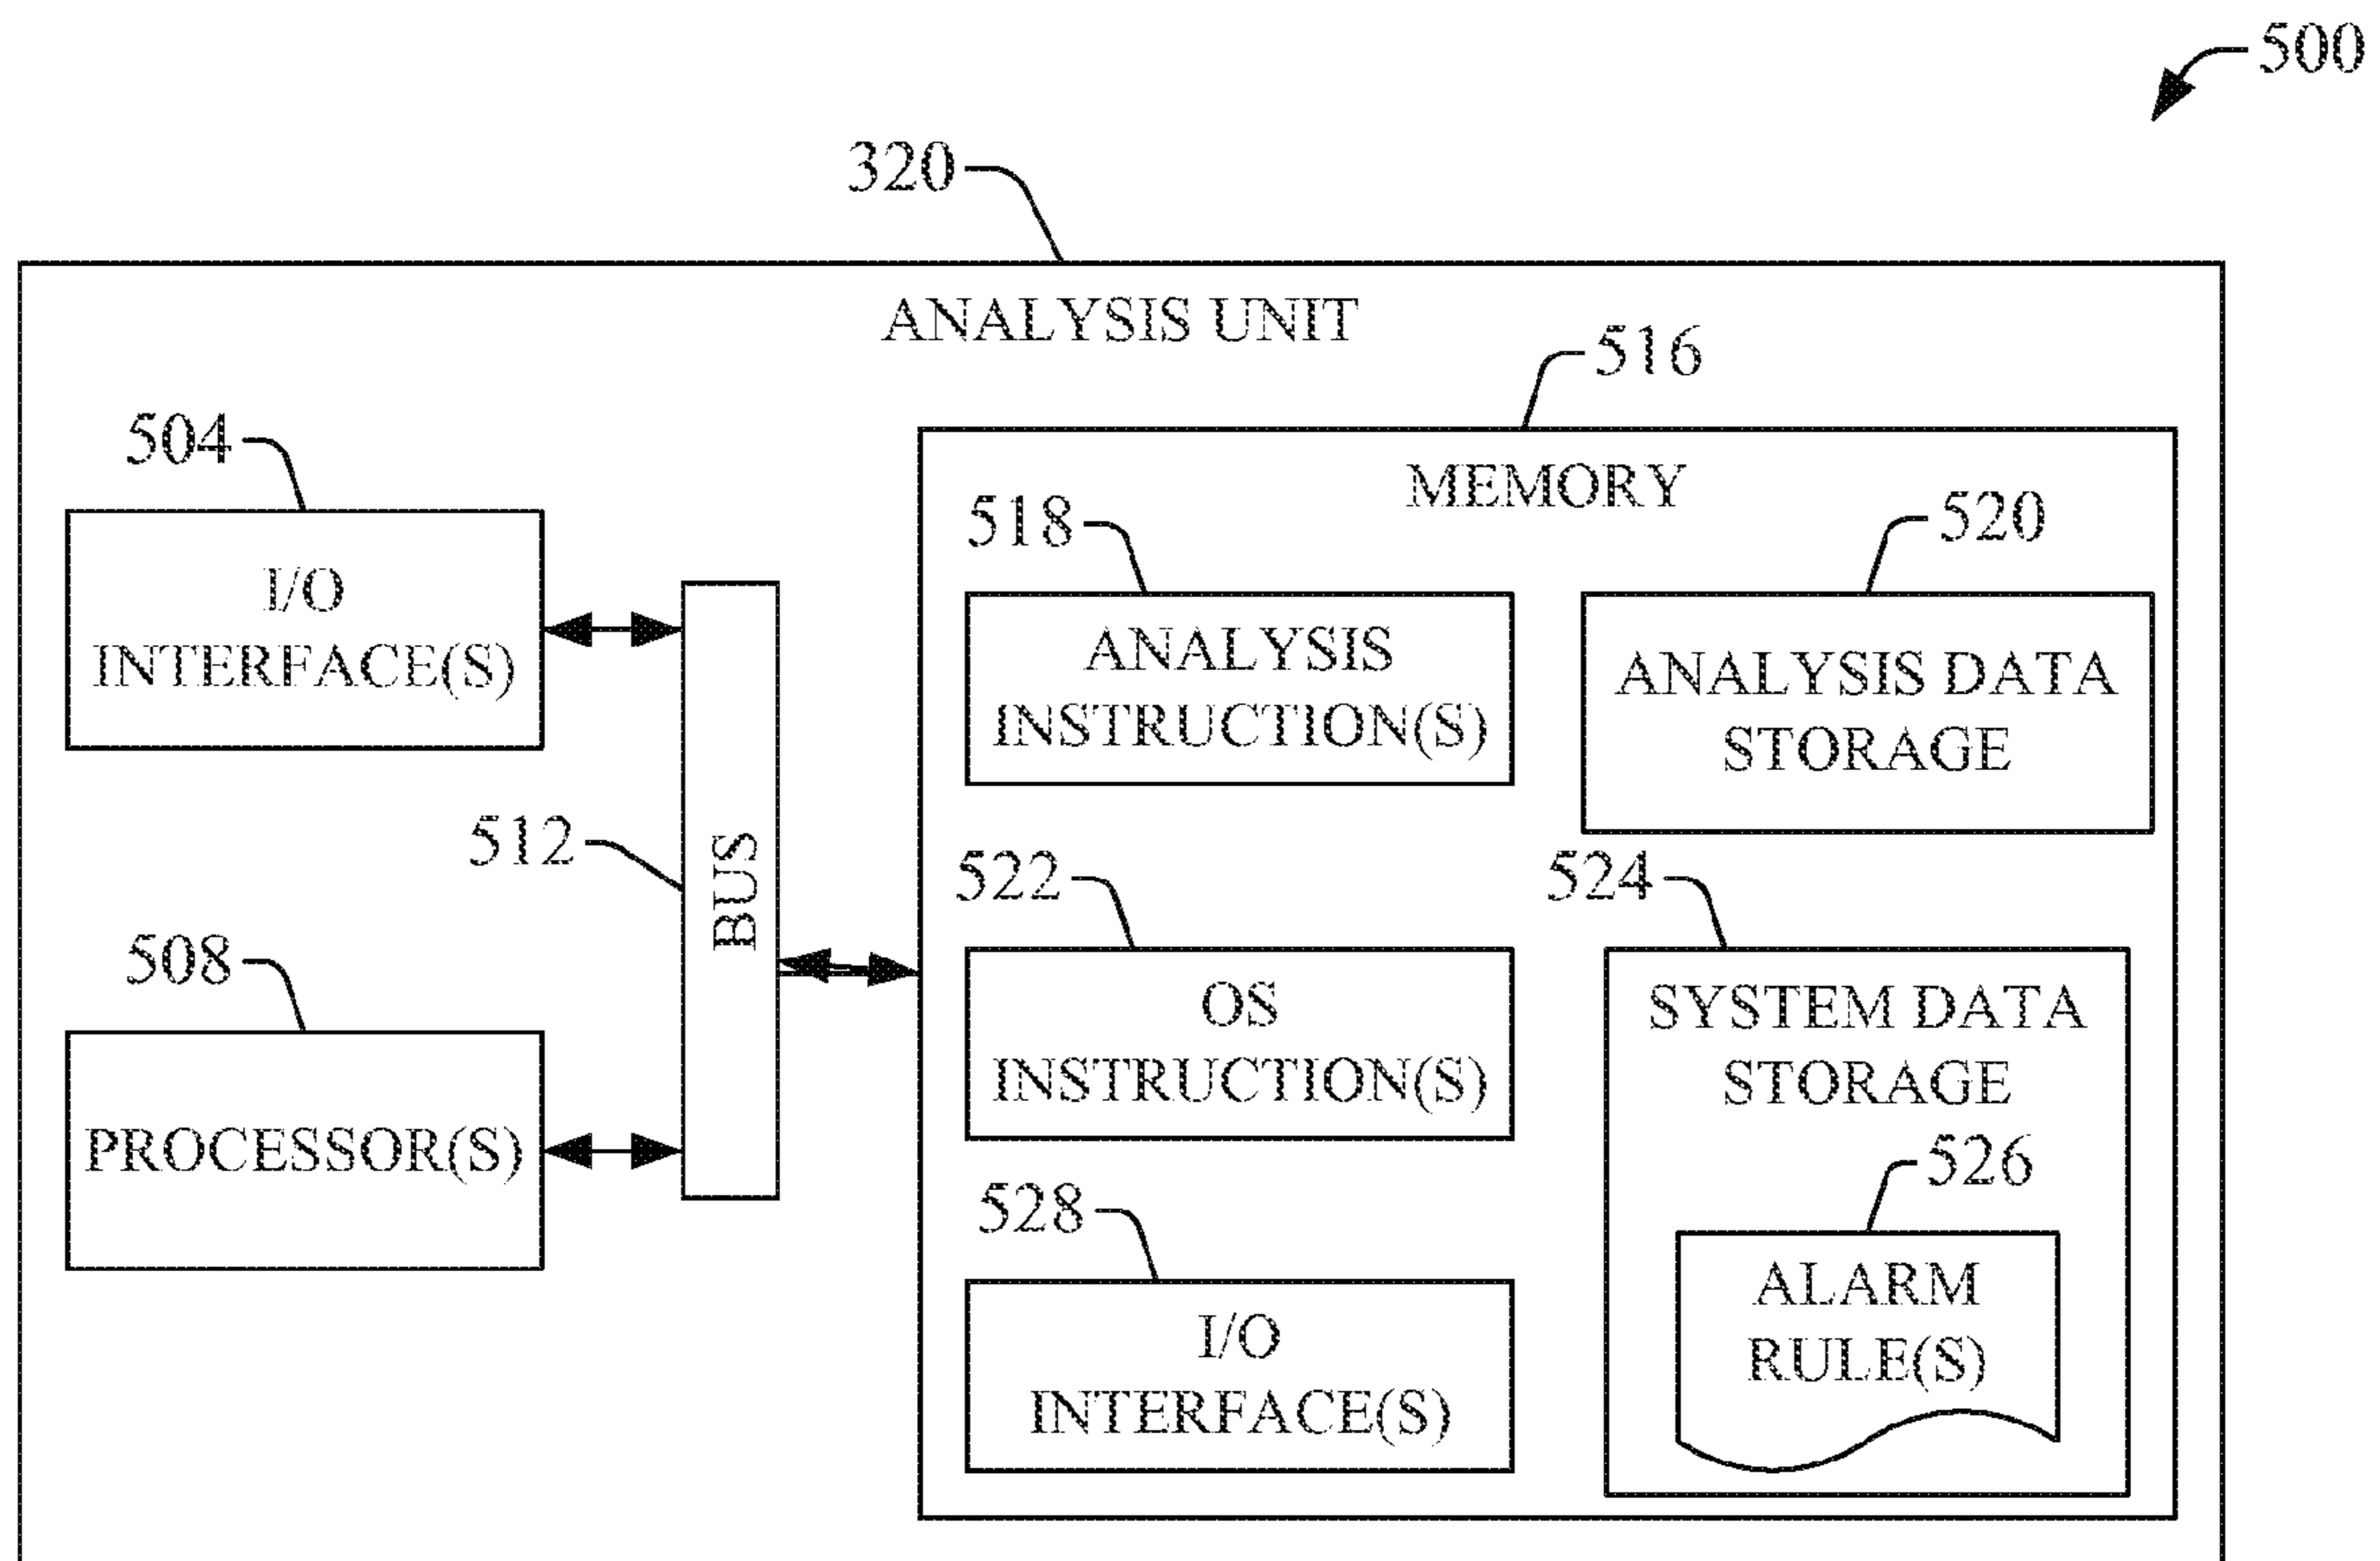 500
320
ANALYSIS UNIT
516
504
MEMORY
518
520
I/O
INTERFACE(S)
ANALYSIS
INSTRUCTION(S)
ANALYSIS DATA
STORAGE
512
BUS
522
524
508
OS
INSTRUCTION(S)
SYSTEM DATA
STORAGE
PROCESSOR(S)
526
528
ALARM
RULE(S)
I/O
INTERFACE(S)